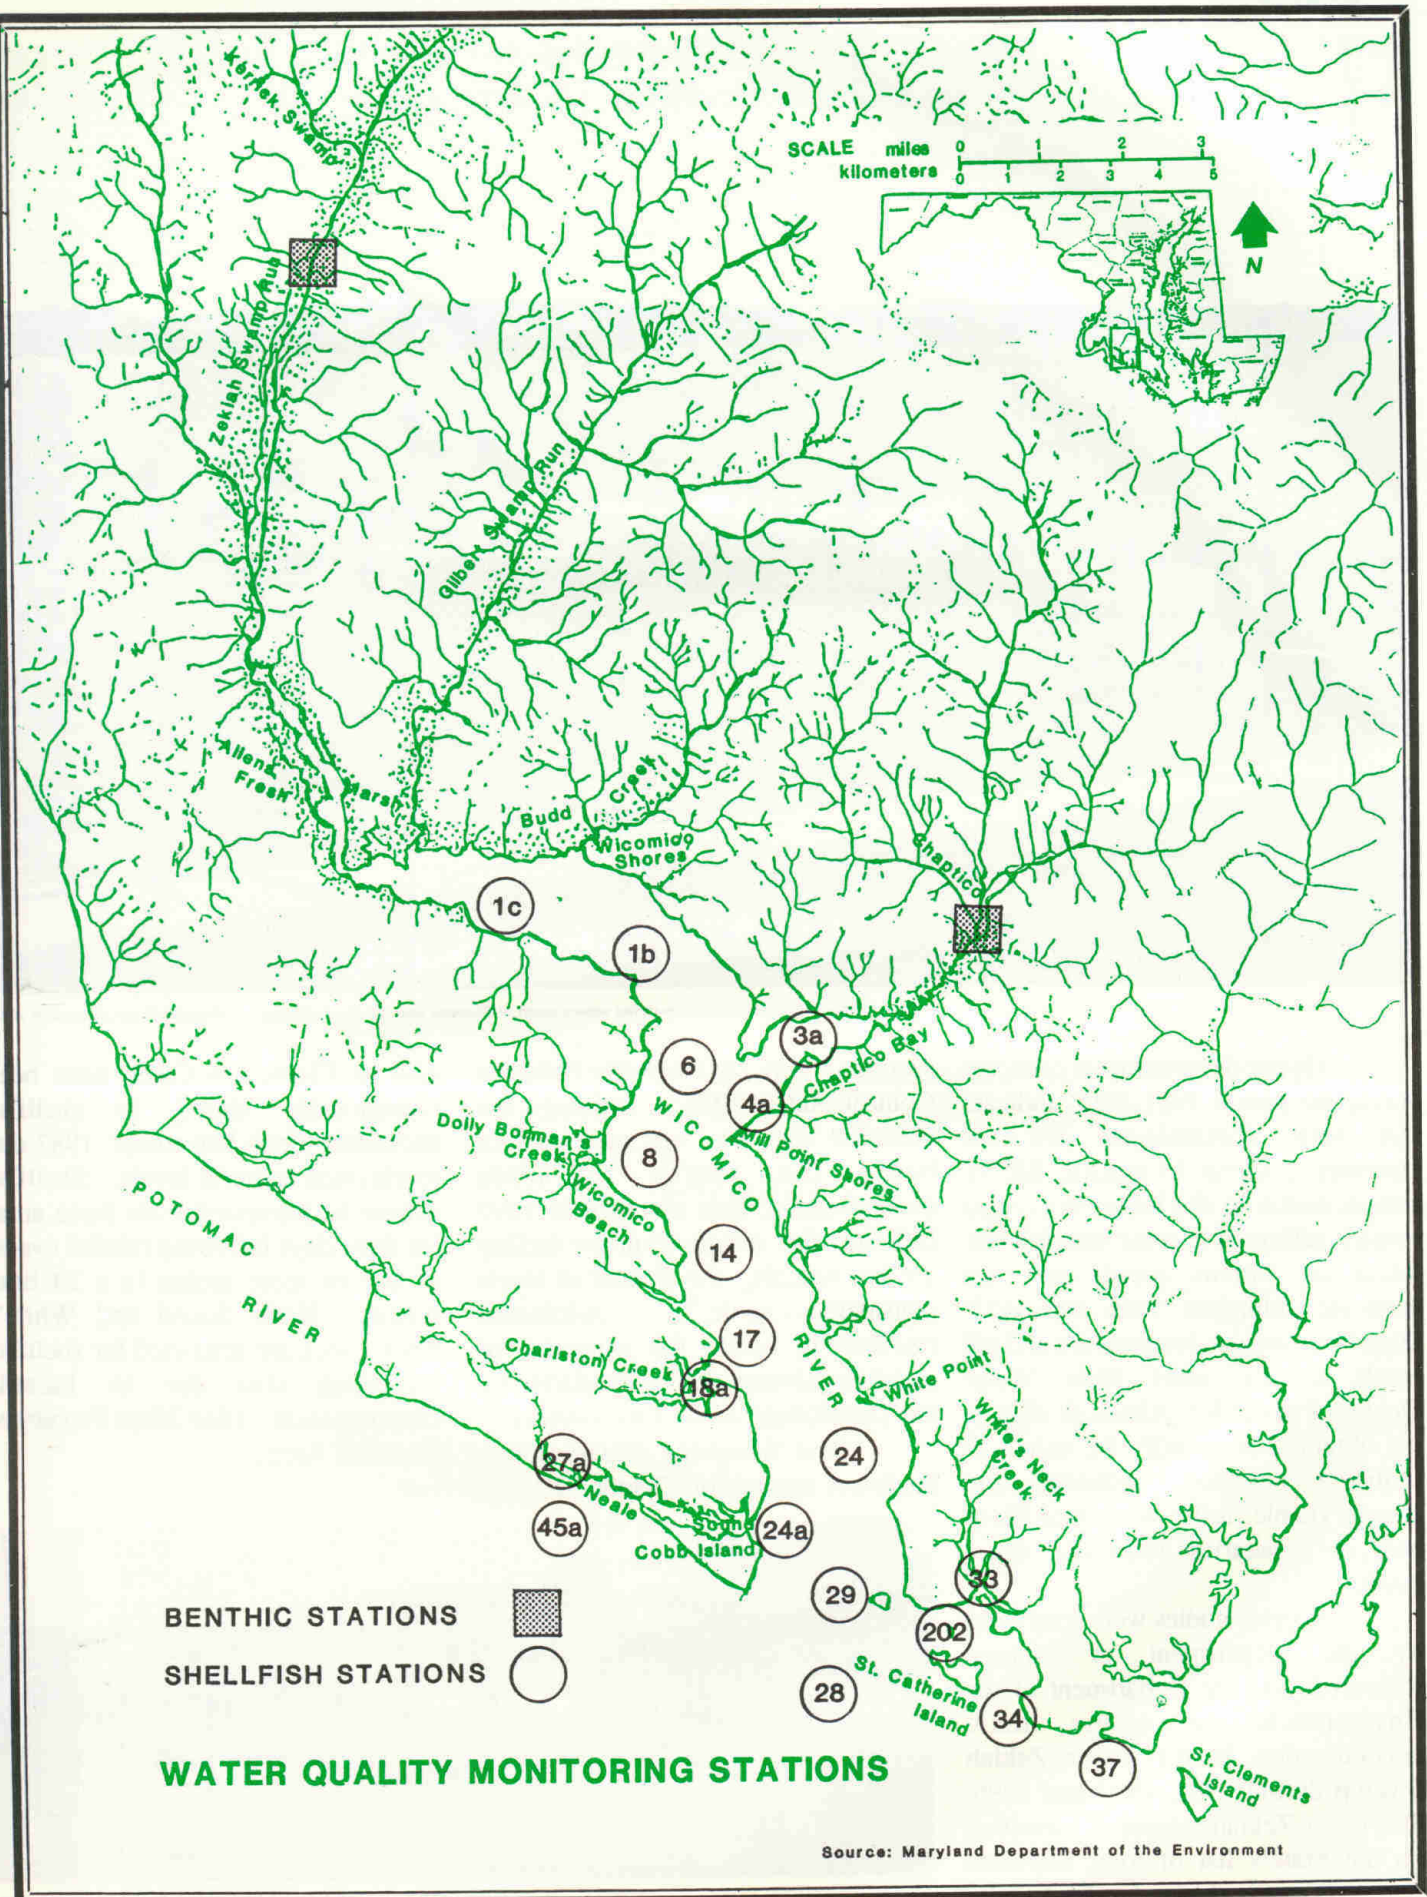 Kerrick Swamp
SCALE miles 0 1 2 3
kilometers 0 1 2 3 4 5
N
Zekiah Swamp Run
Gilbert Swamp Run
Allens
Fresh
Marsh
Budd
Creek
Wicomico
Shores
Chaptico
1c
1b
3a
Chaptico Bay
6
4a
WICOMICO
Dolly Borman's
Creek
8
Mill Point Shores
Wicomico
Beach
POTOMAC
14
RIVER
17
RIVER
Charlston Creek
White Point
18a
White's Neck
Creek
24
27a
Neale
45a
Sound
24a
Cobb Island
33
29
BENTHIC STATIONS
202
SHELLFISH STATIONS
St. Catherine
Island
28
34
37
WATER QUALITY MONITORING STATIONS
St. Clements
Island
Source: Maryland Department of the Environment